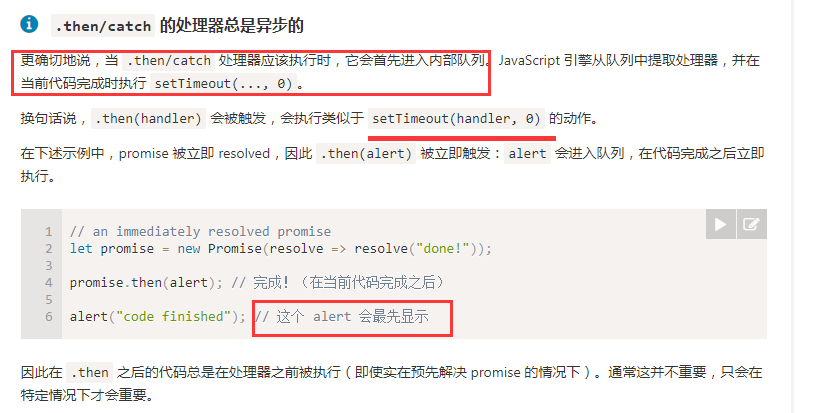 .then/catch 的处理器总是异步的
更确切地说，当 .then/catch 处理器应该执行时，它会首先进入内部队列。JavaScript 引擎从队列中提取处理器，并在
当前代码完成时执行 setTimeout(..., 0)。
换句话说，.then(handler) 会被触发，会执行类似于 setTimeout(handler, 0) 的动作。
在下述示例中，promise 被立即 resolved，因此 .then(alert) 被立即触发：alert 会进入队列，在代码完成之后立即
执行。
1 // an immediately resolved promise
2 let promise = new Promise(resolve => resolve("done!"));
3
4 promise.then(alert); // 完成！（在当前代码完成之后）
5
6 alert("code finished"); // 这个 alert 会最先显示
因此在 .then 之后的代码总是在处理器之前被执行（即使实在预先解决 promise 的情况下）。通常这并不重要，只会在
特定情况下才会重要。